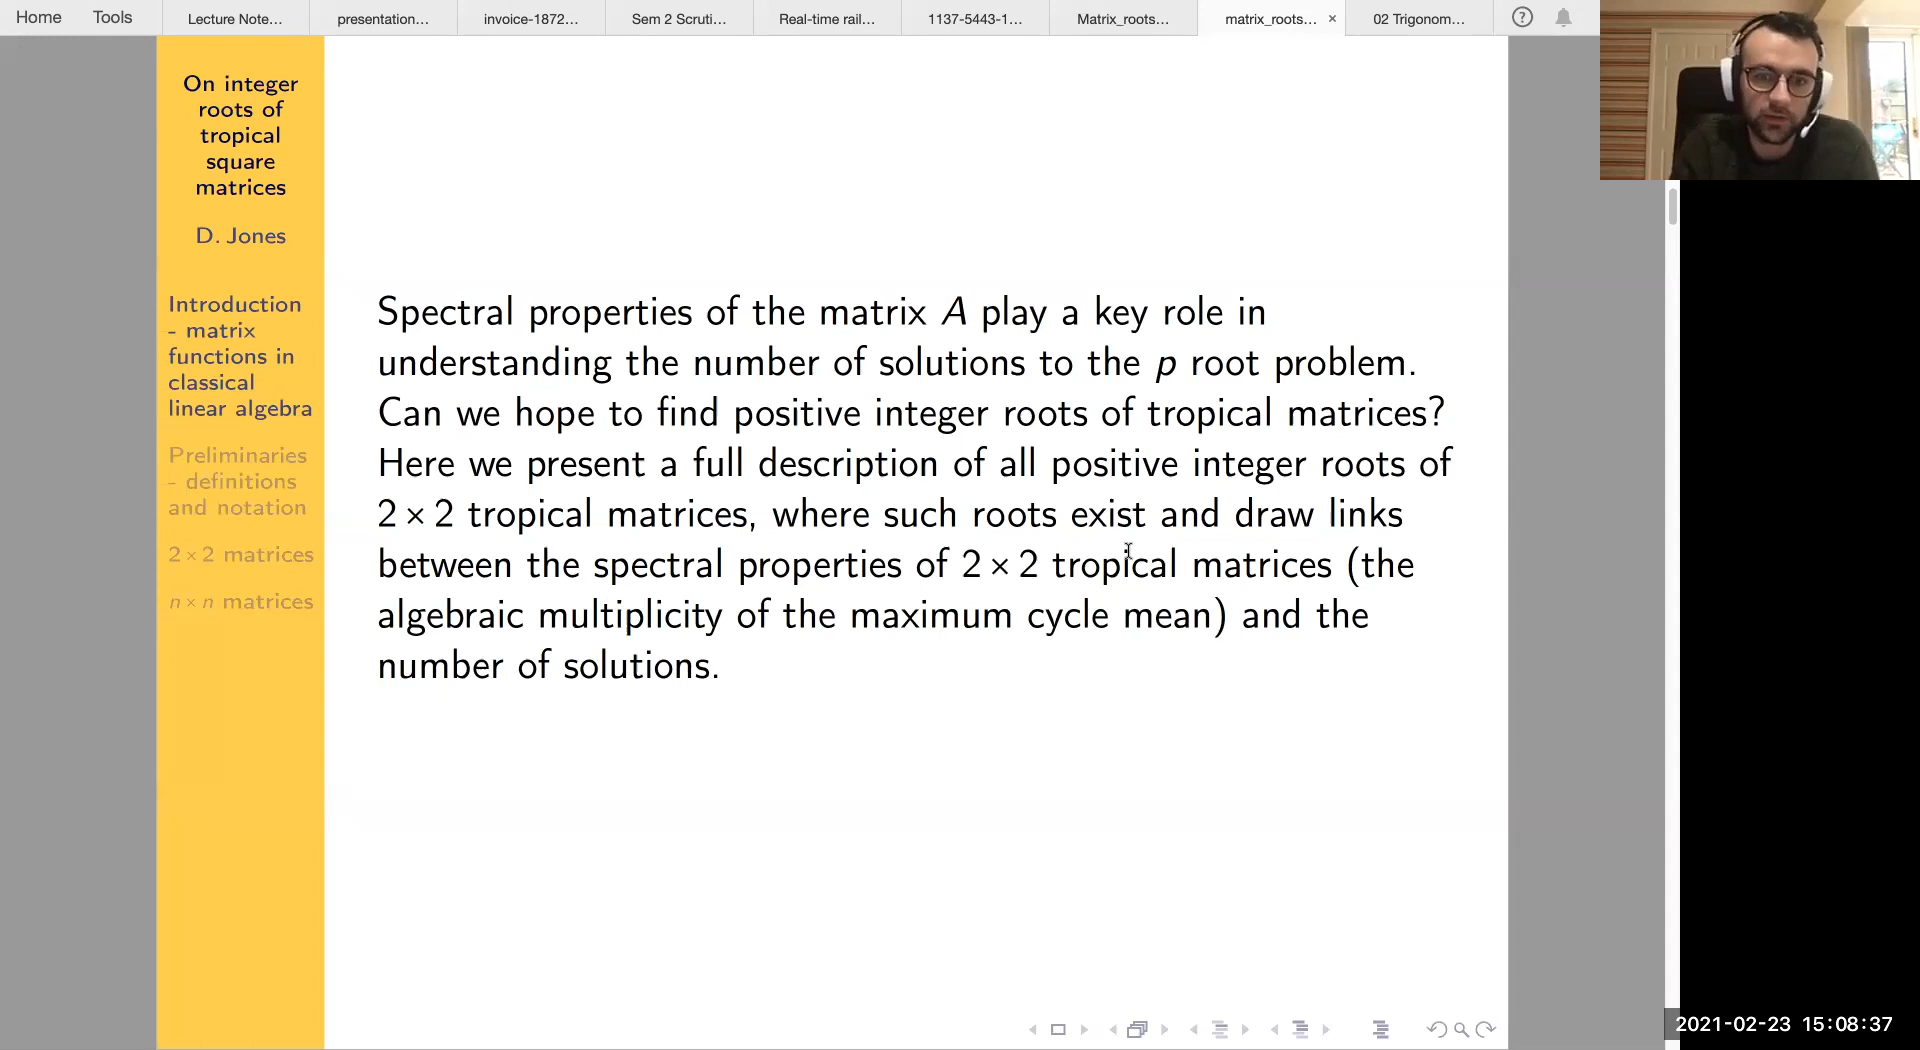 Home Tools Lecture Note... presentation... invoice-1872... Sem 2 Scruti... Real-time rail... 1137-5443-1... Matrix_roots... matrix_roots... × 02 Trigonom...
On integer
roots of
tropical
square
matrices
D. Jones
Introduction
- matrix
functions in
classical
linear algebra
Preliminaries
- definitions
and notation
2 × 2 matrices
n × n matrices
Spectral properties of the matrix A play a key role in
understanding the number of solutions to the p root problem.
Can we hope to find positive integer roots of tropical matrices?
Here we present a full description of all positive integer roots of
2 × 2 tropical matrices, where such roots exist and draw links
between the spectral properties of 2 × 2 tropical matrices (the
algebraic multiplicity of the maximum cycle mean) and the
number of solutions.
2021-02-23 15:08:37